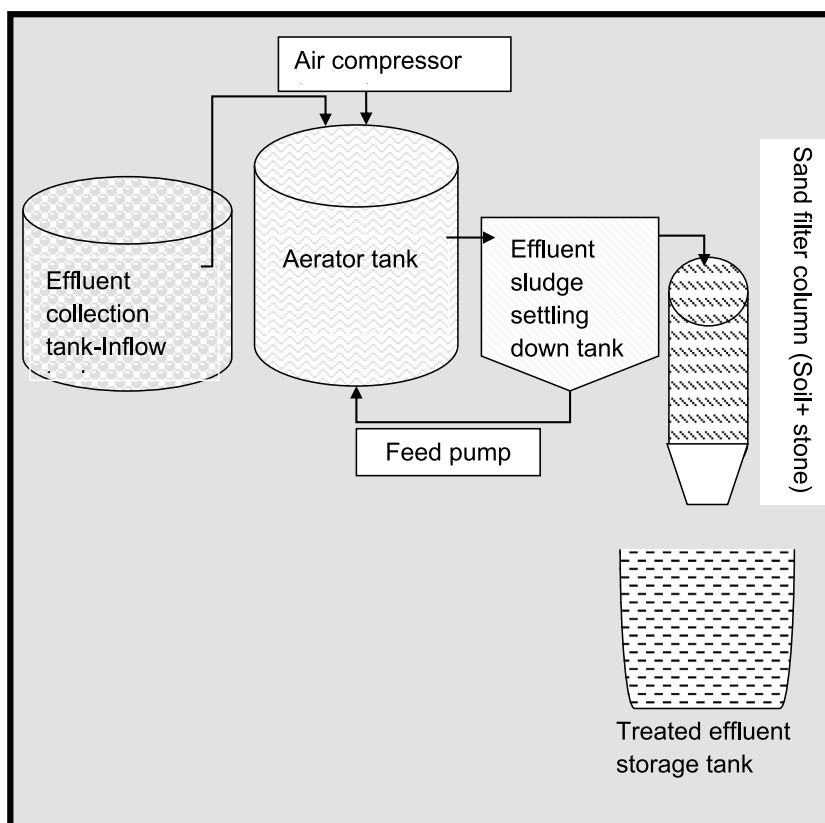 Air compressor
Effluent
collection
tank-Inflow
Aerator tank
Effluent
sludge
settling
down tank
Feed pump
Sand filter column (Soil+ stone)
Treated effluent
storage tank